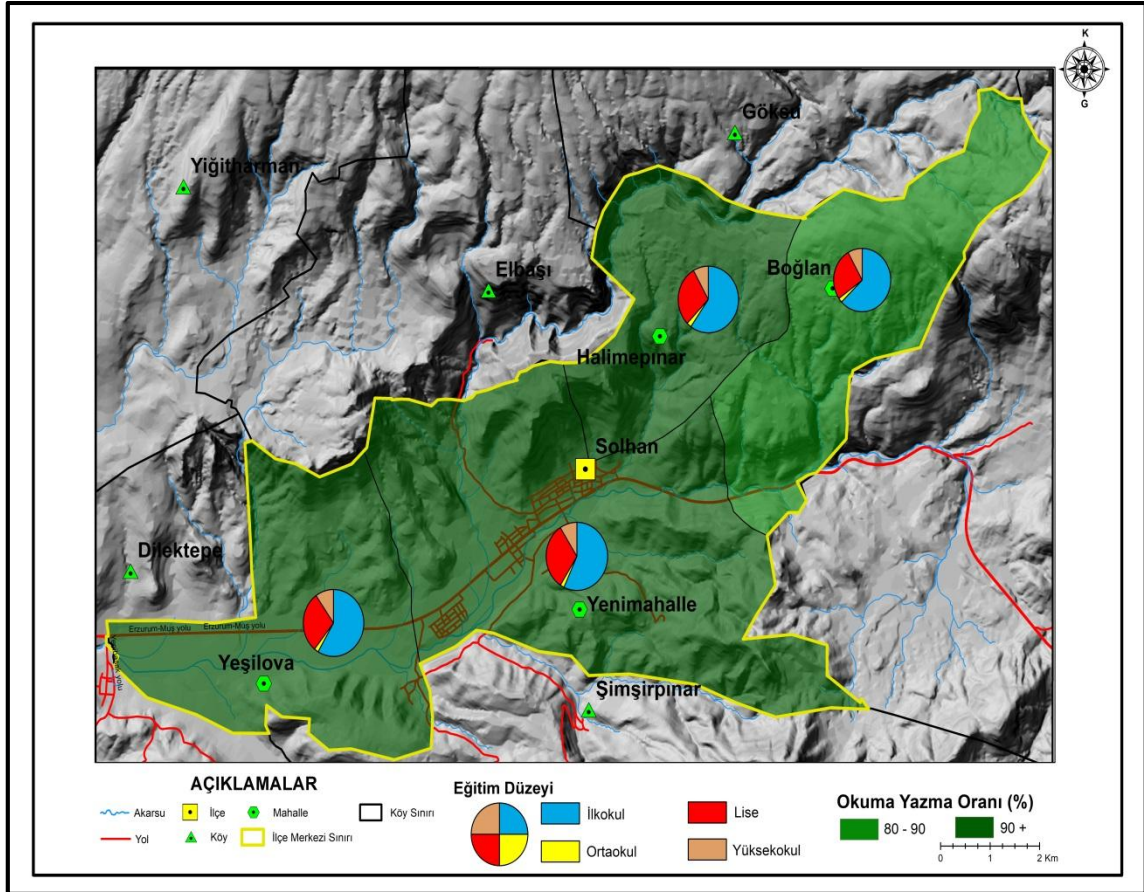 K
G
Göksu
Yiğitharman
Boğlan
Elbaşı
Halimepınar
Solhan
Dilektepe
Yenimahalle
Erzurum-Muş yolu Erzurum-Muş yolu
Yeşilova
Şimşirpınar
AÇIKLAMALAR
Akarsu
İlçe
Mahalle
Köy Sınırı
Yol
Köy
İlçe Merkezi Sınırı
Eğitim Düzeyi
İlkokul
Lise
Ortaokul
Yüksekokul
Okuma Yazma Oranı (%)
80 - 90
90 +
0 1 2 Km